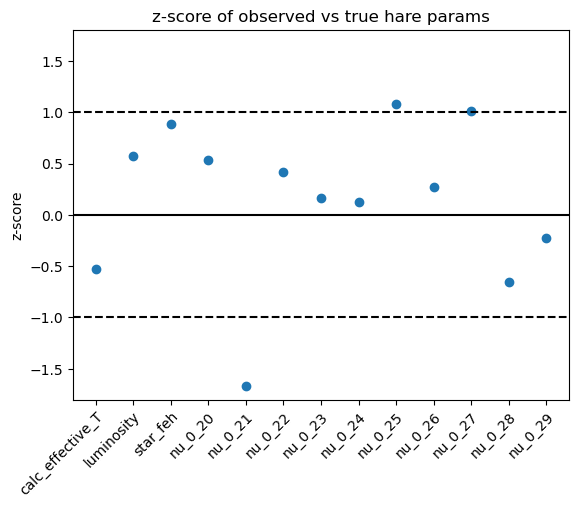 z-score of observed vs true hare params
z-score
1.5
1.0
0.5
0.0
−0.5
−1.0
−1.5
calc_effective_T
luminosity
star_feh
nu_0_20
nu_0_21
nu_0_22
nu_0_23
nu_0_24
nu_0_25
nu_0_26
nu_0_27
nu_0_28
nu_0_29